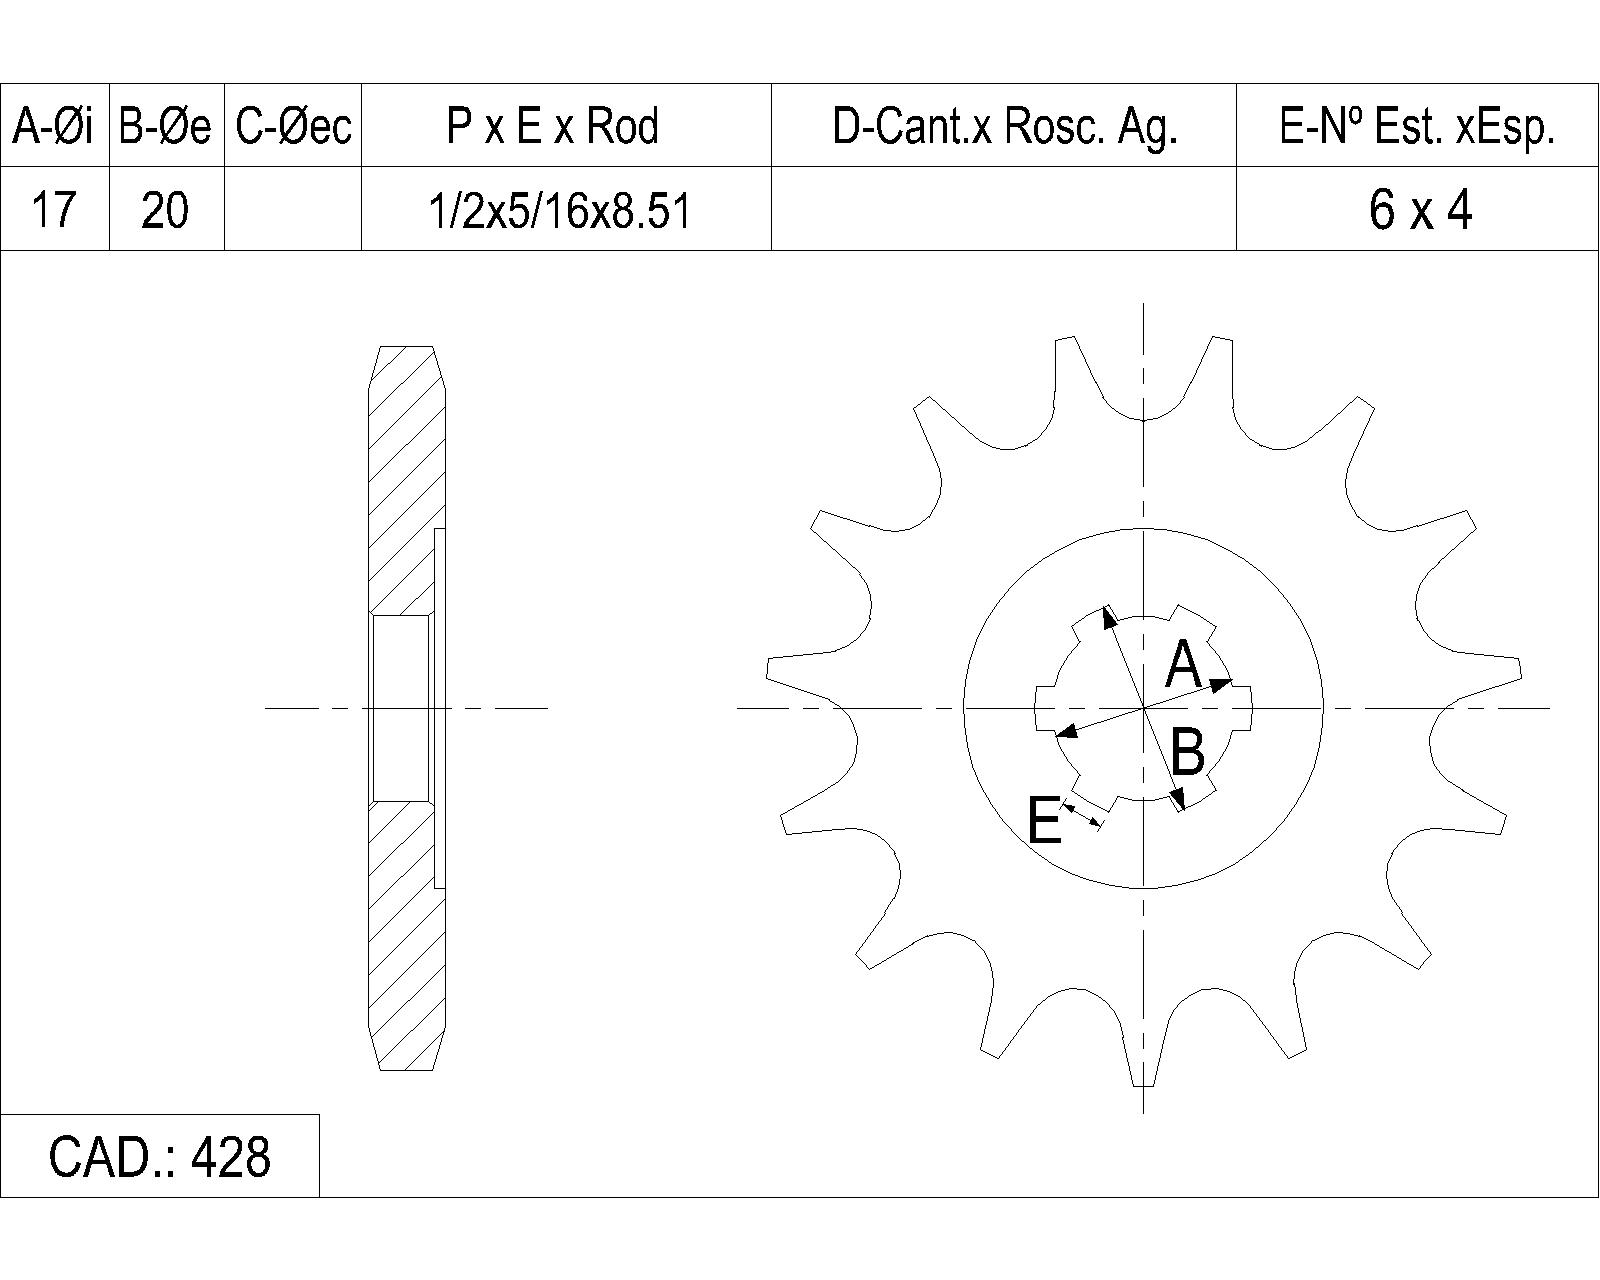 A-Øi B-Øe C-Øec P x E x Rod D-Cant.x Rosc. Ag. E-Nº Est. xEsp.
17 20 1/2x5/16x8.51 6 x 4
A
B
E
CAD.: 428